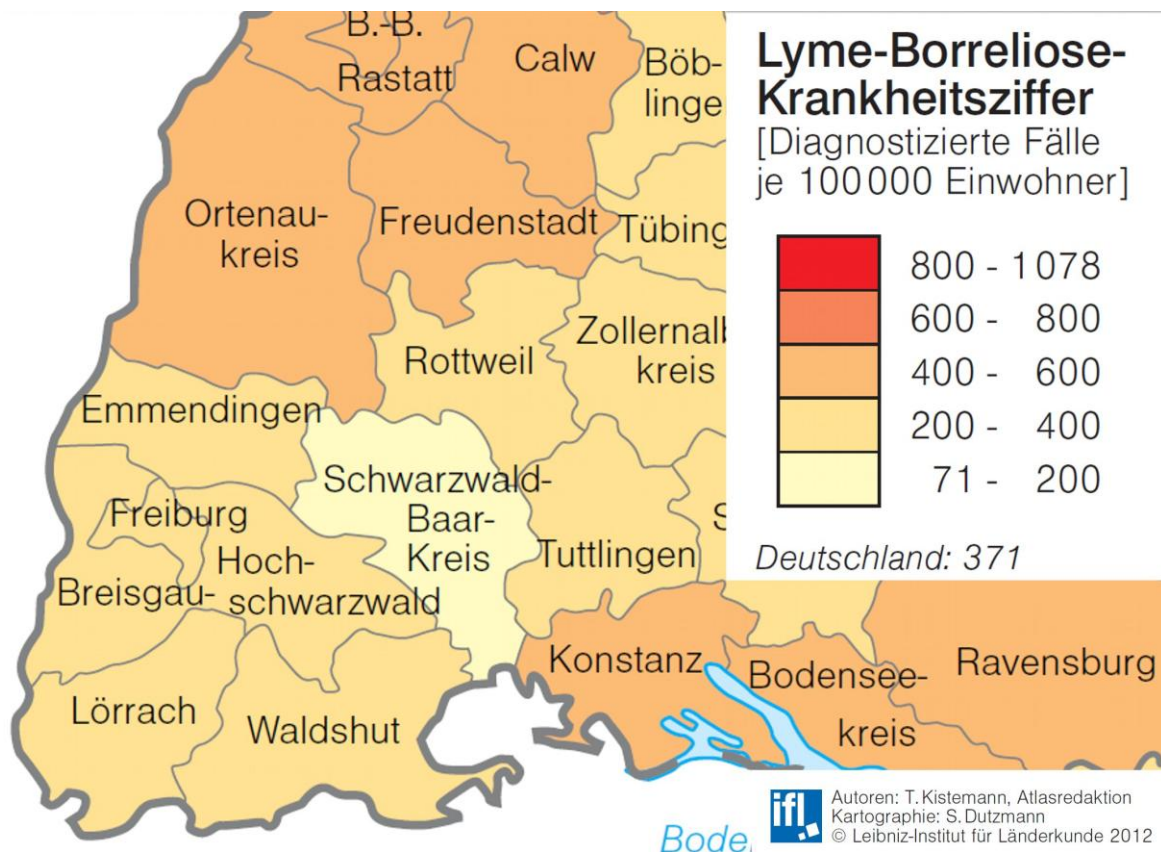 B.-B.
Rastatt
Calw
Böb-
linge
Ortenau-
kreis
Freudenstadt
Tübing
Rottweil
Zollernalb
kreis
Emmendingen
Schwarzwald-
Baar-
Kreis
Freiburg
Hoch-
schwarzwald
Breisgau-
Tuttlingen
S
Lörrach
Waldshut
Konstanz
Bodensee-
kreis
Ravensburg
Bode
Lyme-Borreliose-
Krankheitsziffer
[Diagnostizierte Fälle
je 100 000 Einwohner]
800 - 1 078
600 - 800
400 - 600
200 - 400
71 - 200
Deutschland: 371
ifl
Autoren: T. Kistemann, Atlasredaktion
Kartographie: S. Dutzmann
© Leibniz-Institut für Länderkunde 2012